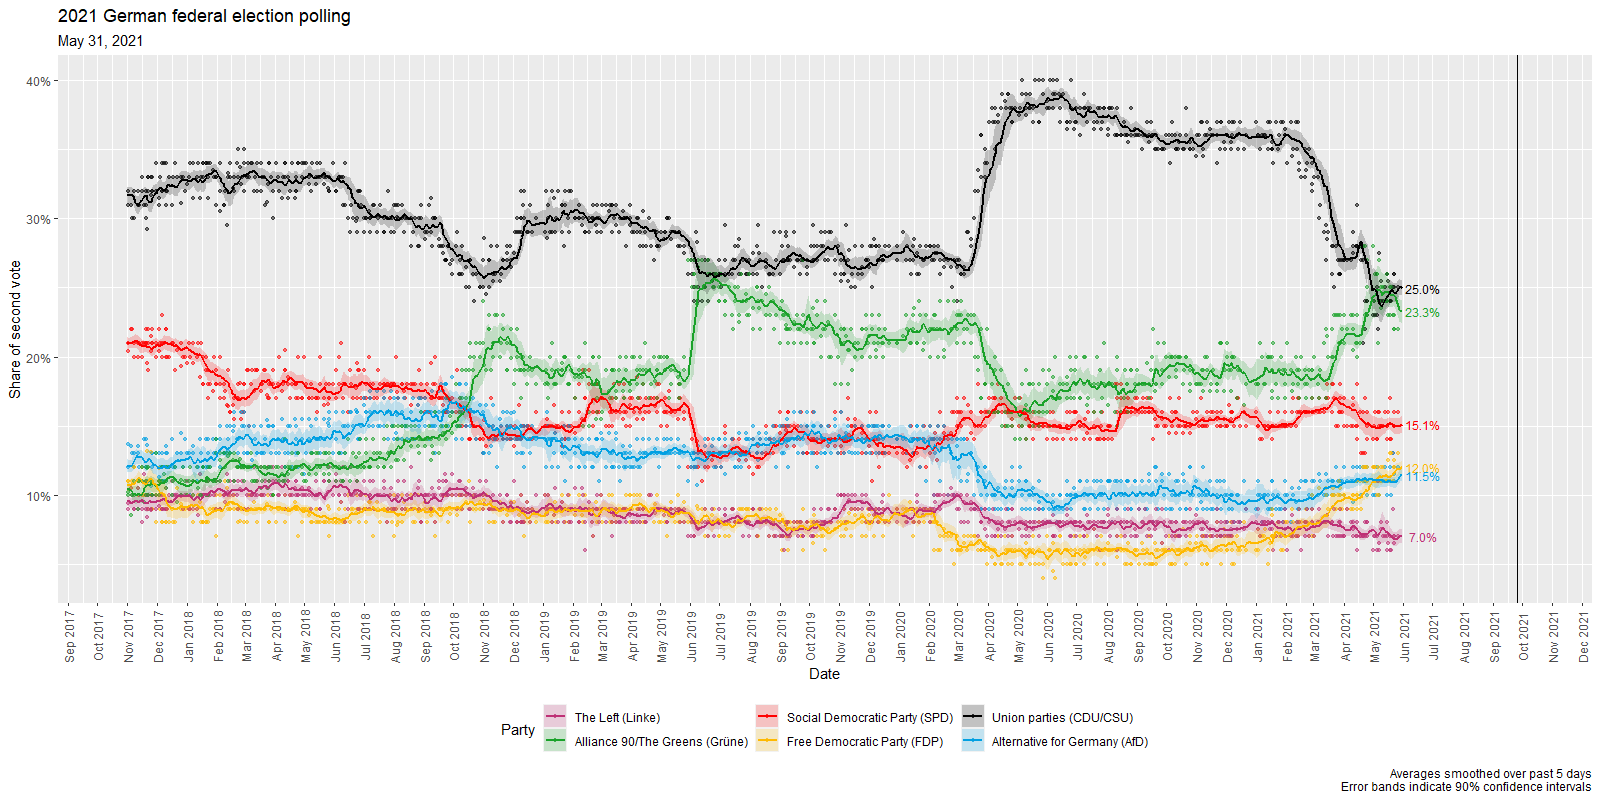 2021 German federal election polling
May 31, 2021
Share of second vote
40%
30%
20%
10%
25.0%
23.3%
15.1%
12.0%
11.5%
7.0%
Sep 2017
Oct 2017
Nov 2017
Dec 2017
Jan 2018
Feb 2018
Mar 2018
Apr 2018
May 2018
Jun 2018
Jul 2018
Aug 2018
Sep 2018
Oct 2018
Nov 2018
Dec 2018
Jan 2019
Feb 2019
Mar 2019
Apr 2019
May 2019
Jun 2019
Jul 2019
Aug 2019
Sep 2019
Oct 2019
Nov 2019
Dec 2019
Jan 2020
Feb 2020
Mar 2020
Apr 2020
May 2020
Jun 2020
Jul 2020
Aug 2020
Sep 2020
Oct 2020
Nov 2020
Dec 2020
Jan 2021
Feb 2021
Mar 2021
Apr 2021
May 2021
Jun 2021
Jul 2021
Aug 2021
Sep 2021
Oct 2021
Nov 2021
Dec 2021
Date
Party
The Left (Linke)
Social Democratic Party (SPD)
Union parties (CDU/CSU)
Alliance 90/The Greens (Grüne)
Free Democratic Party (FDP)
Alternative for Germany (AfD)
Averages smoothed over past 5 days
Error bands indicate 90% confidence intervals